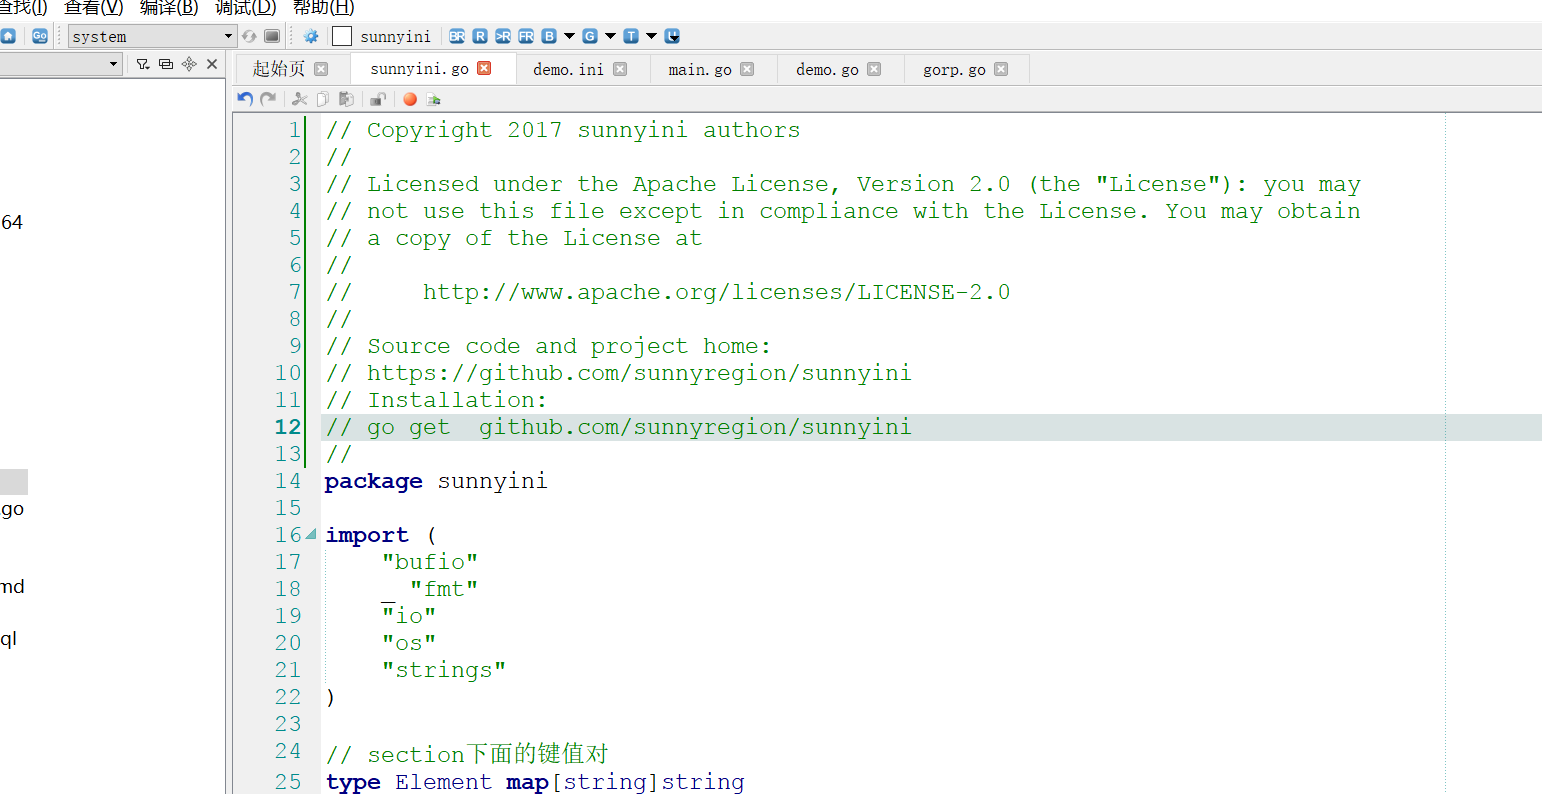 查找(I) 查看(V) 编译(B) 调试(D) 帮助(H)
Go system sunnyini BR R >R FR B G T U
起始页 sunnyini.go demo.ini main.go demo.go gorp.go
64
go
md
ql
1 // Copyright 2017 sunnyini authors
2 //
3 // Licensed under the Apache License, Version 2.0 (the "License"): you may
4 // not use this file except in compliance with the License. You may obtain
5 // a copy of the License at
6 //
7 //     http://www.apache.org/licenses/LICENSE-2.0
8 //
9 // Source code and project home:
10 // https://github.com/sunnyregion/sunnyini
11 // Installation:
12 // go get  github.com/sunnyregion/sunnyini
13 //
14 package sunnyini
15
16 import (
17     "bufio"
18     _ "fmt"
19     "io"
20     "os"
21     "strings"
22 )
23
24 // section下面的键值对
25 type Element map[string]string